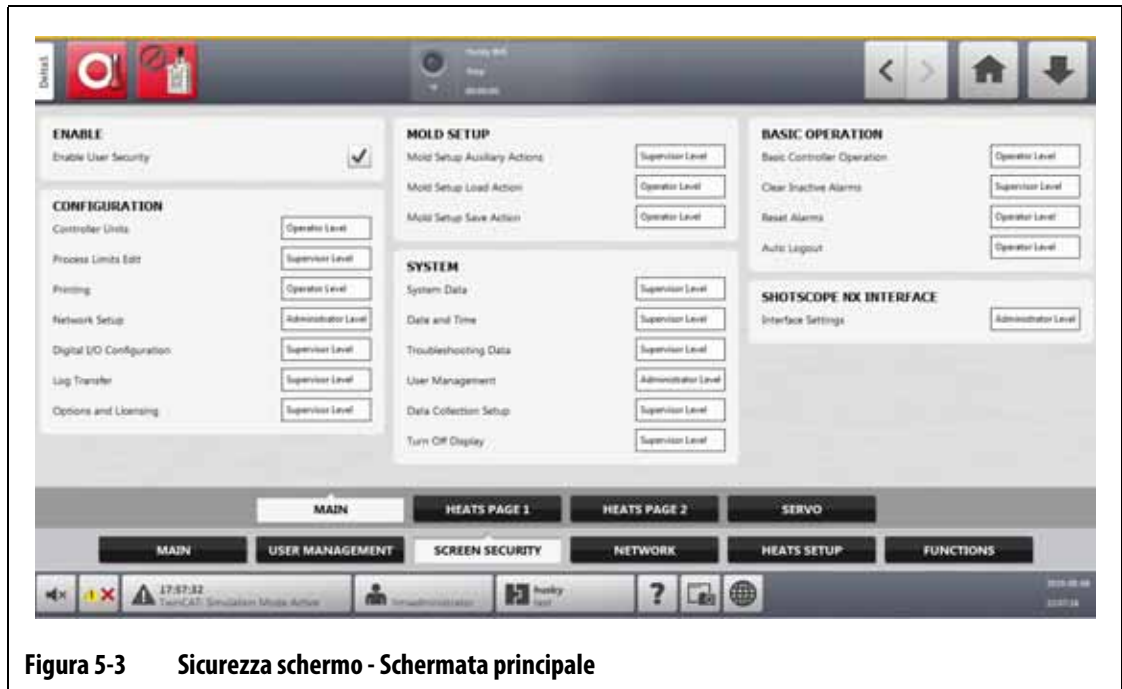 Delta3
ENABLE
Enable User Security
CONFIGURATION
Controller Units Operator Level
Process Limits Edit Supervisor Level
Printing Operator Level
Network Setup Administrator Level
Digital I/O Configuration Supervisor Level
Log Transfer Supervisor Level
Options and Licensing Supervisor Level
MOLD SETUP
Mold Setup Auxiliary Actions Supervisor Level
Mold Setup Load Action Operator Level
Mold Setup Save Action Operator Level
SYSTEM
System Data Supervisor Level
Date and Time Supervisor Level
Troubleshooting Data Supervisor Level
User Management Administrator Level
Data Collection Setup Supervisor Level
Turn Off Display Supervisor Level
BASIC OPERATION
Basic Controller Operation Operator Level
Clear Inactive Alarms Supervisor Level
Reset Alarms Operator Level
Auto Logout Operator Level
SHOTSCOPE NX INTERFACE
Interface Settings Administrator Level
MAIN HEATS PAGE 1 HEATS PAGE 2 SERVO
MAIN USER MANAGEMENT SCREEN SECURITY NETWORK HEATS SETUP FUNCTIONS
17:57:32
TwinCAT: Simulation Mode Active
hmiadministrator
husky
test
?
Figura 5-3 Sicurezza schermo - Schermata principale